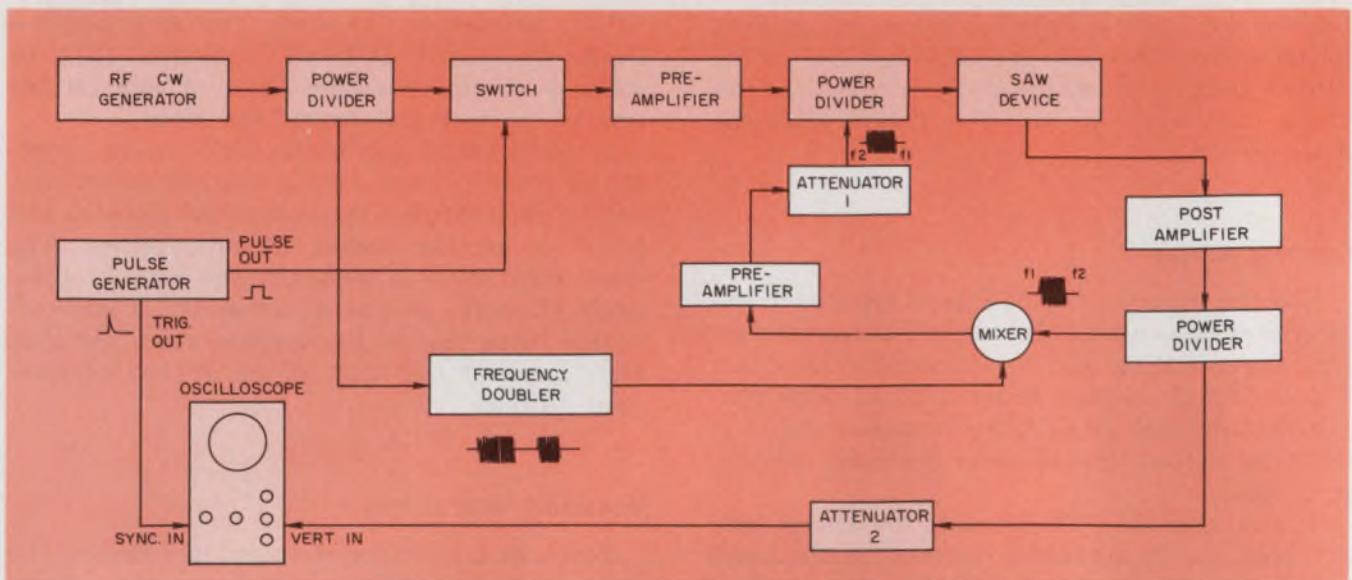 RF CW
GENERATOR
POWER
DIVIDER
SWITCH
PRE-
AMPLIFIER
POWER
DIVIDER
SAW
DEVICE
f2
f1
ATTENUATOR
1
POST
AMPLIFIER
PULSE
GENERATOR
PULSE
OUT
PRE-
AMPLIFIER
f1
f2
TRIG.
OUT
MIXER
POWER
DIVIDER
OSCILLOSCOPE
FREQUENCY
DOUBLER
SYNC. IN
VERT. IN
ATTENUATOR
2